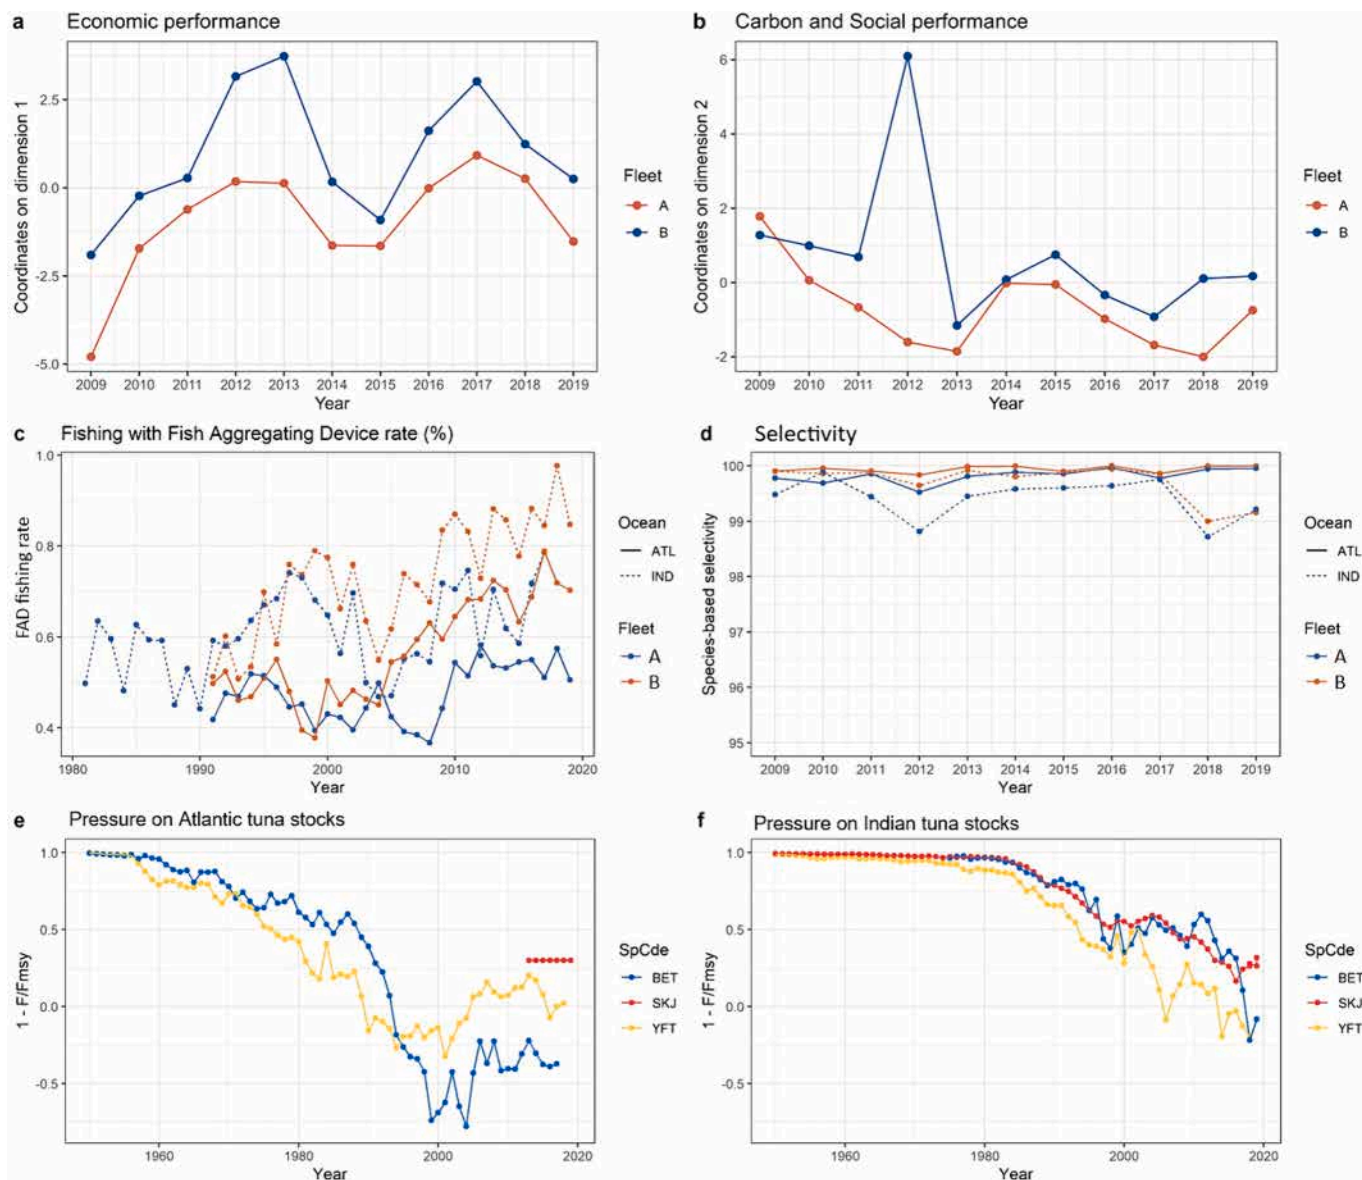 a Economic performance
Coordinates on dimension 1
2.5
0.0
-2.5
-5.0
2009 2010 2011 2012 2013 2014 2015 2016 2017 2018 2019
Year
Fleet
A
B
b Carbon and Social performance
Coordinates on dimension 2
6
4
2
0
-2
2009 2010 2011 2012 2013 2014 2015 2016 2017 2018 2019
Year
Fleet
A
B
c Fishing with Fish Aggregating Device rate (%)
FAD fishing rate
1.0
0.8
0.6
0.4
1980 1990 2000 2010 2020
Year
Ocean
ATL
IND
Fleet
A
B
d Selectivity
Species-based selectivity
100
99
98
97
96
95
2009 2010 2011 2012 2013 2014 2015 2016 2017 2018 2019
Year
Ocean
ATL
IND
Fleet
A
B
e Pressure on Atlantic tuna stocks
1 - F/Fmsy
1.0
0.5
0.0
-0.5
1960 1980 2000 2020
Year
SpCde
BET
SKJ
YFT
f Pressure on Indian tuna stocks
1 - F/Fmsy
1.0
0.5
0.0
-0.5
1960 1980 2000 2020
Year
SpCde
BET
SKJ
YFT